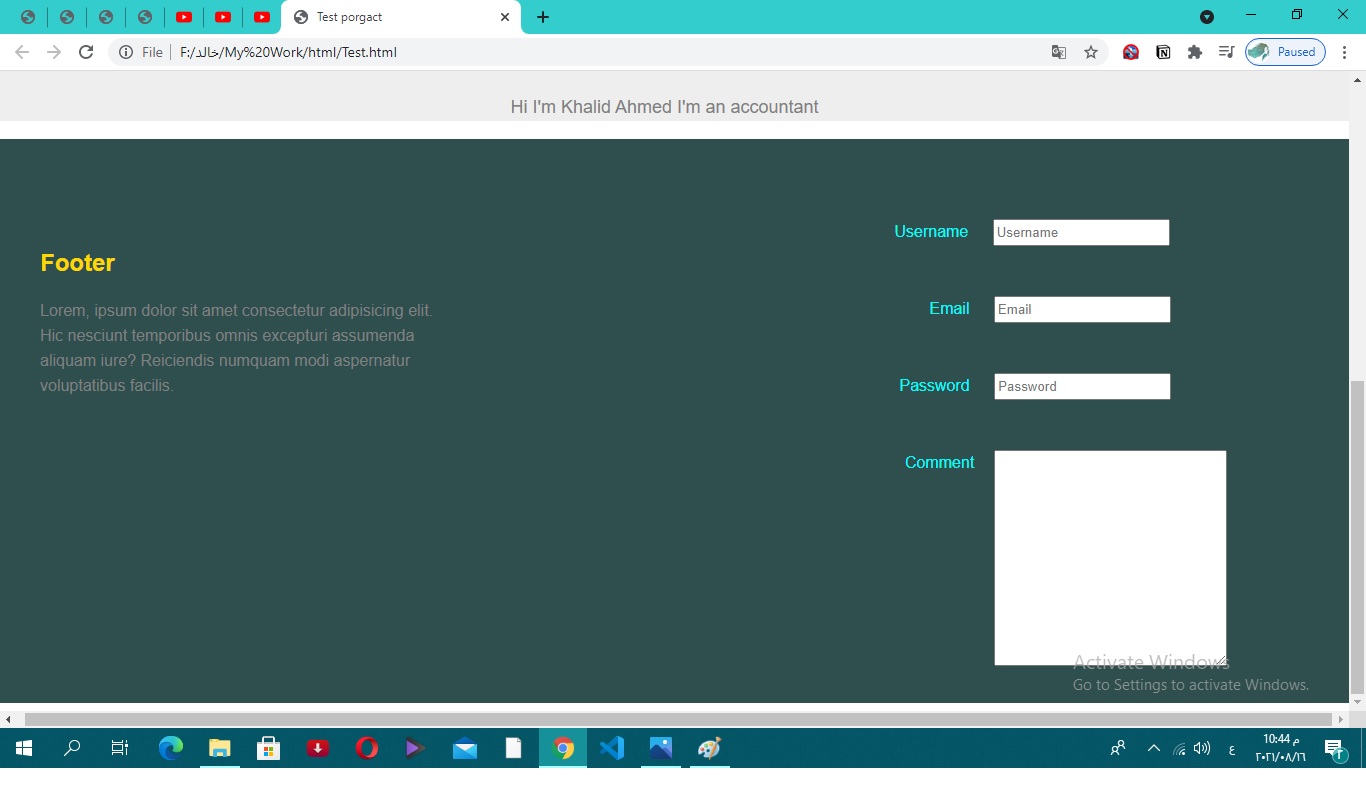 Test porgact
File
F:/خالد/My%20Work/html/Test.html
Paused
Hi I'm Khalid Ahmed I'm an accountant
Footer
Lorem, ipsum dolor sit amet consectetur adipisicing elit.
Hic nesciunt temporibus omnis excepturi assumenda
aliquam iure? Reiciendis numquam modi aspernatur
voluptatibus facilis.
Username
Username
Email
Email
Password
Password
Comment
Activate Windows
Go to Settings to activate Windows.
ع
10:44 م
٢٠٢١/٠٨/١٦